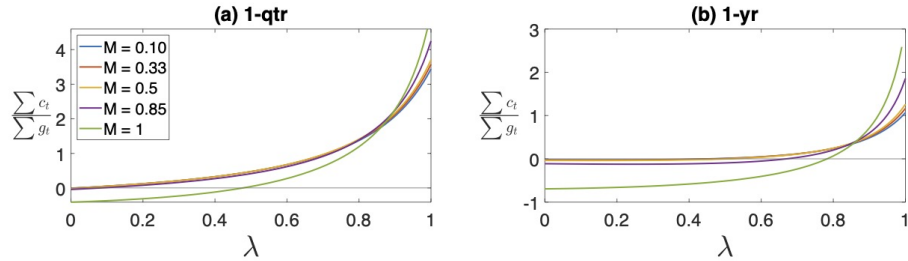 (a) 1-qtr
4
3
2
1
0
∑ c_t
∑ g_t
M = 0.10
M = 0.33
M = 0.5
M = 0.85
M = 1
0 0.2 0.4 0.6 0.8 1
λ
(b) 1-yr
3
2
1
0
-1
∑ c_t
∑ g_t
0 0.2 0.4 0.6 0.8 1
λ